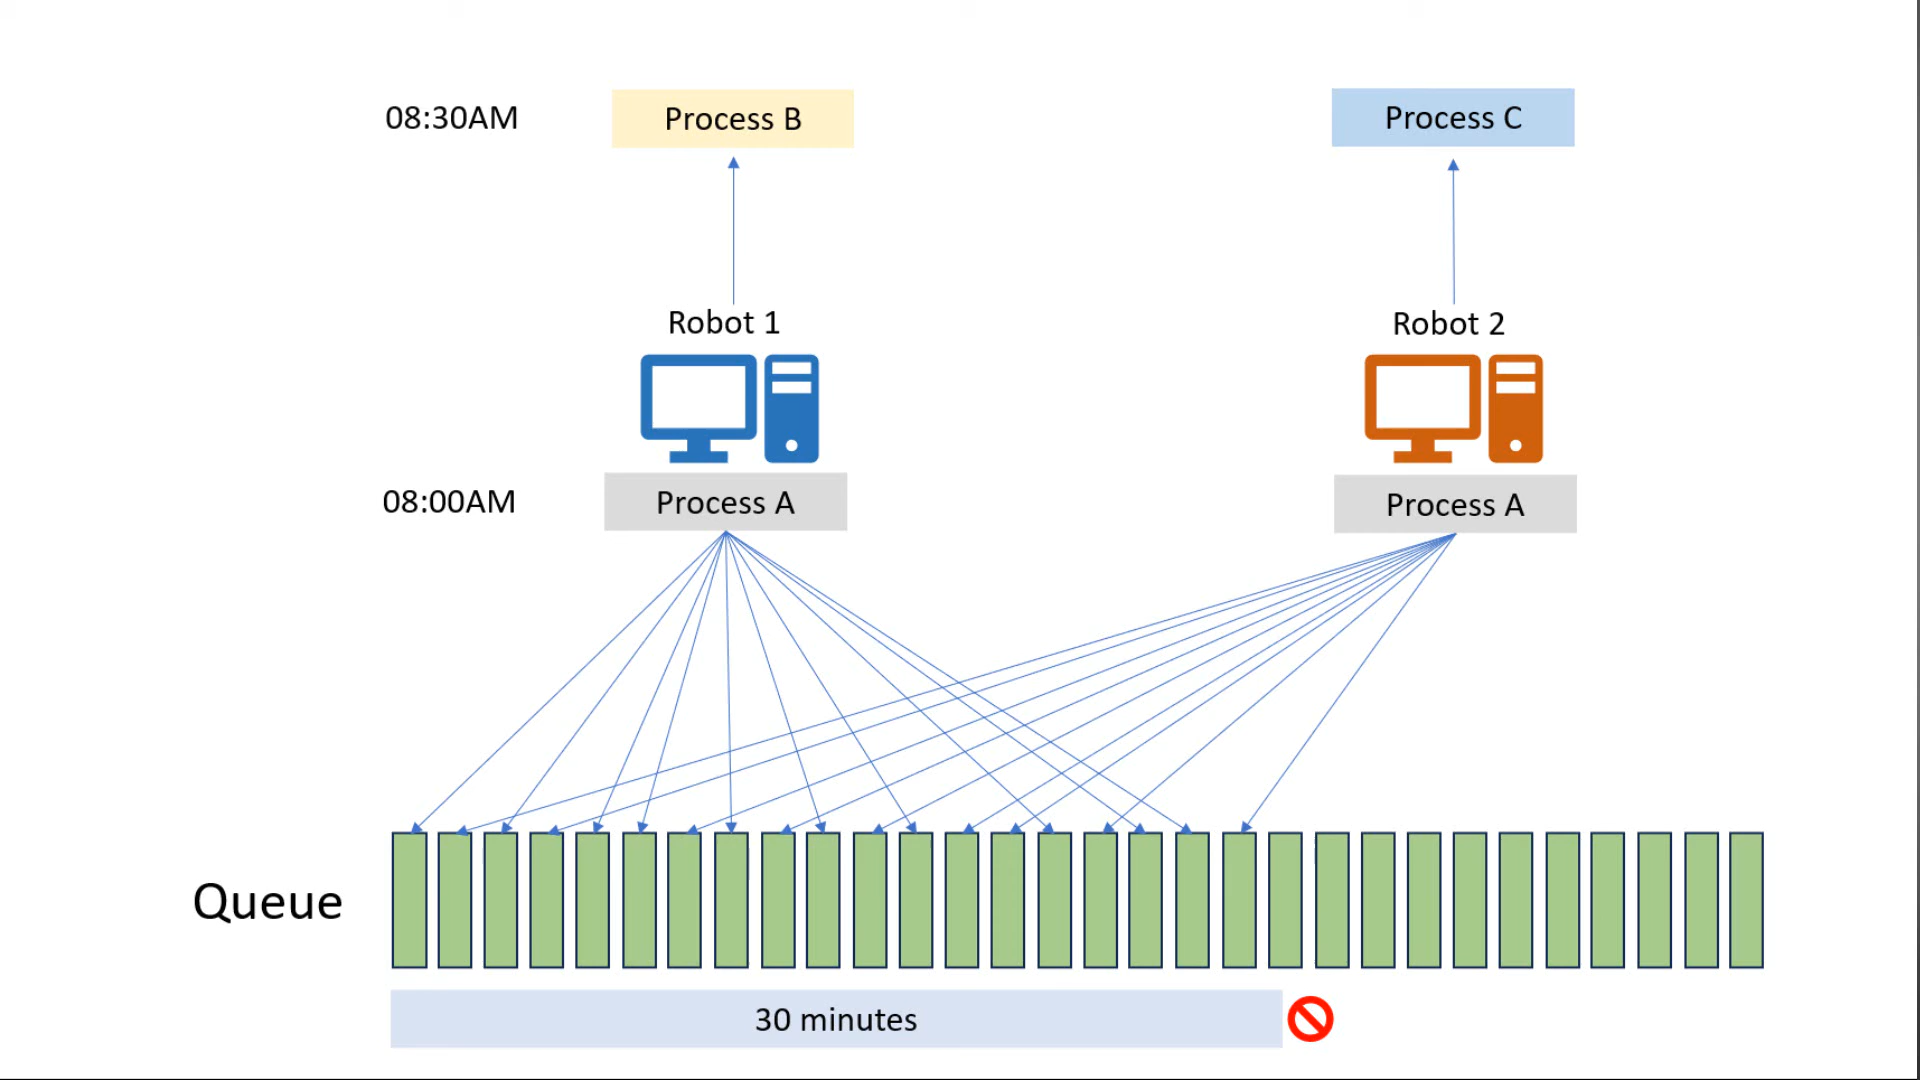 08:30AM
Process B
Process C
Robot 1
Robot 2
08:00AM
Process A
Process A
Queue
30 minutes